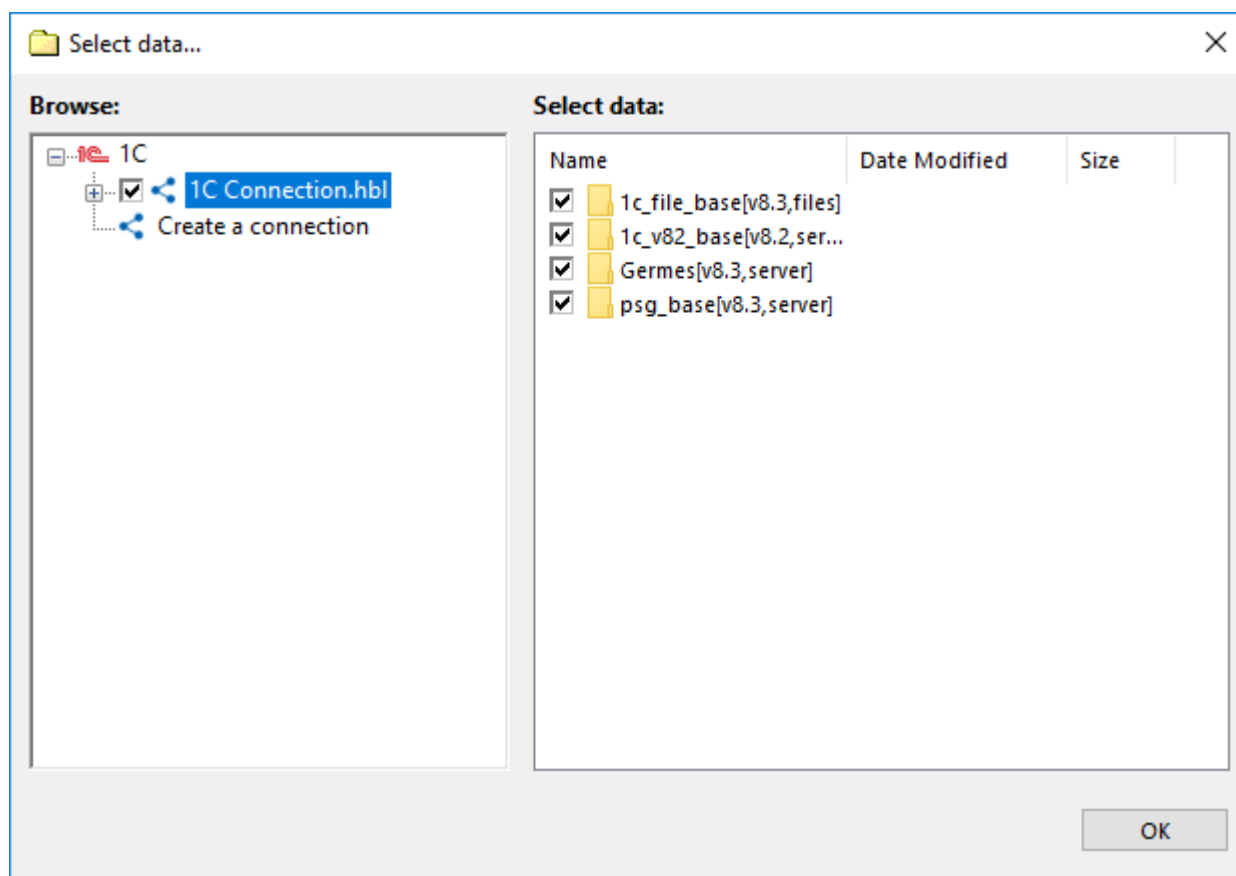 Select data...
Browse:
1C
1C Connection.hbl
Create a connection
Select data:
Name Date Modified Size
1c_file_base[v8.3,files]
1c_v82_base[v8.2,ser...
Germes[v8.3,server]
psg_base[v8.3,server]
OK